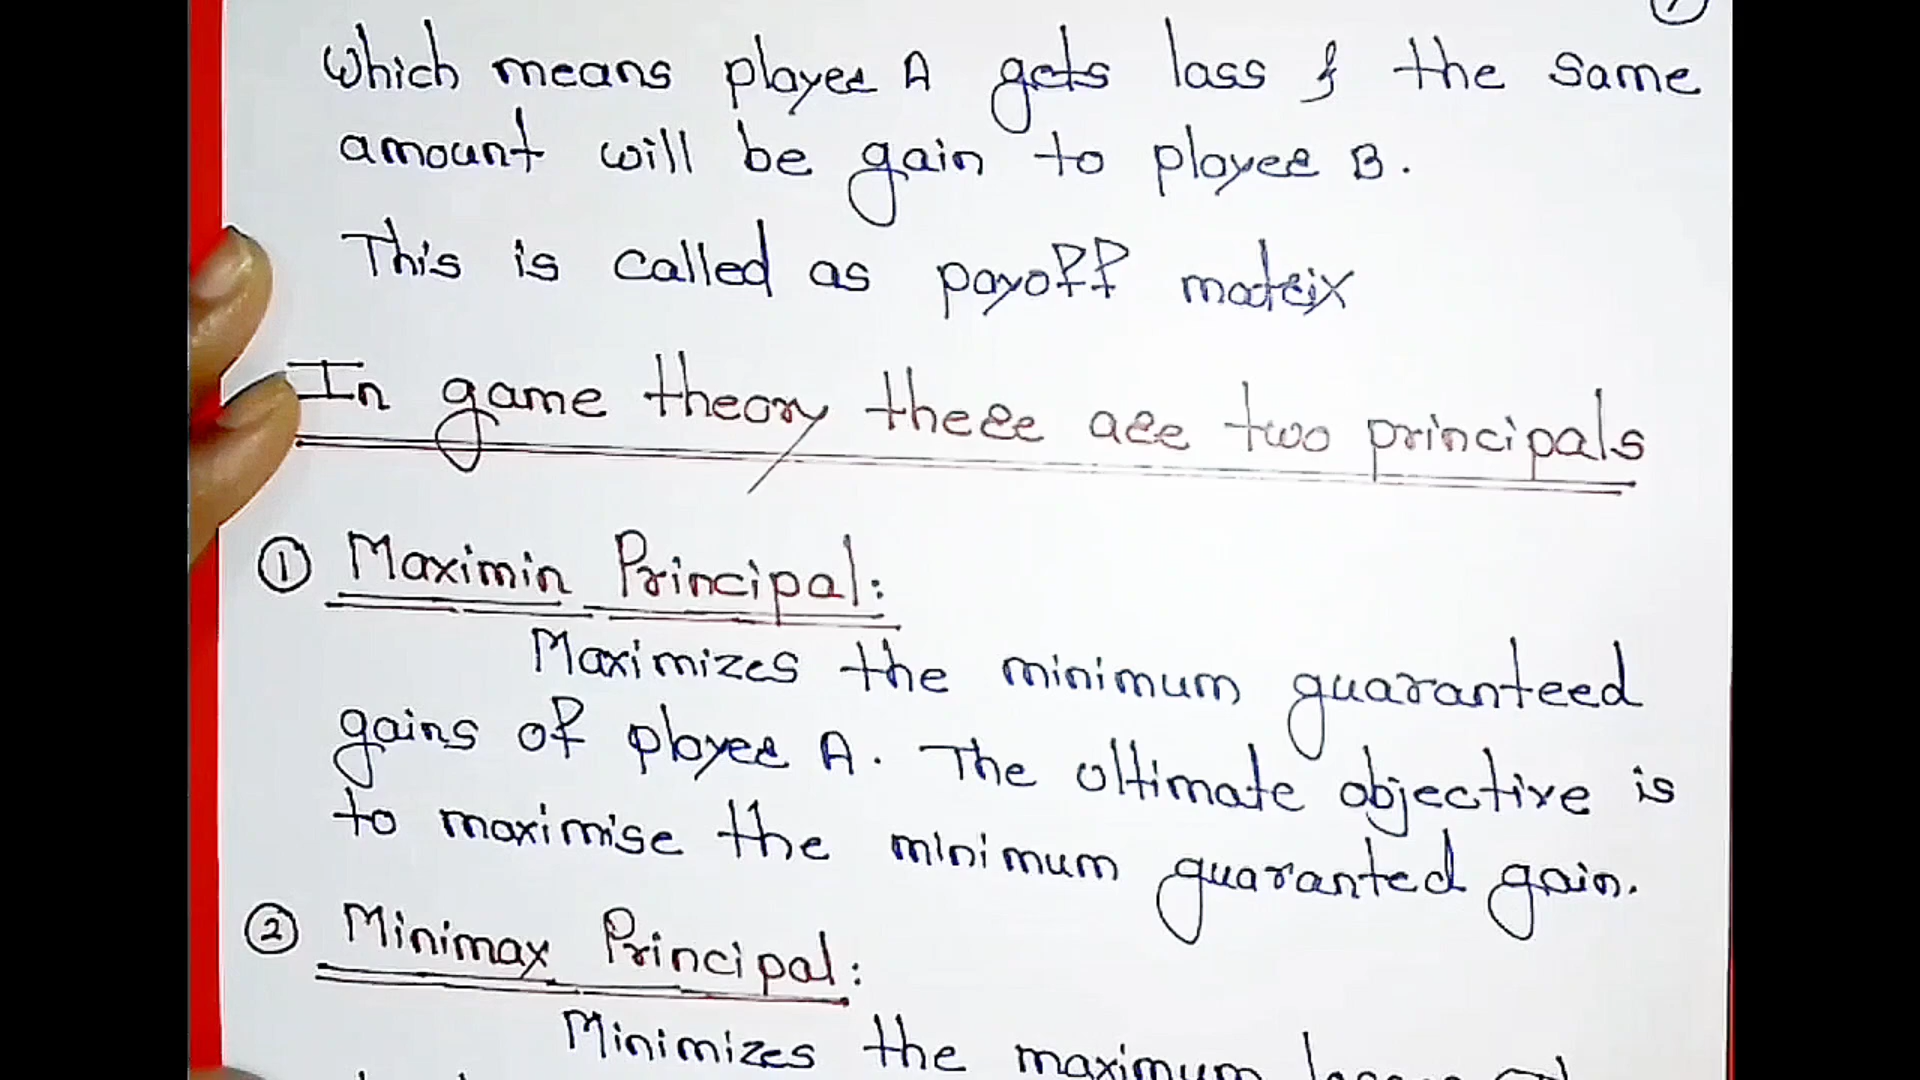 Which means player A gets lass & the same
amount will be gain to player B.
This is called as payoff matrix
In game theory there are two principals
① Maximin Principal:
Maximizes the minimum guaranteed
gains of player A. The ultimate objective is
to maximise the minimum guaranted gain.
② Minimax Principal:
Minimizes the maximum